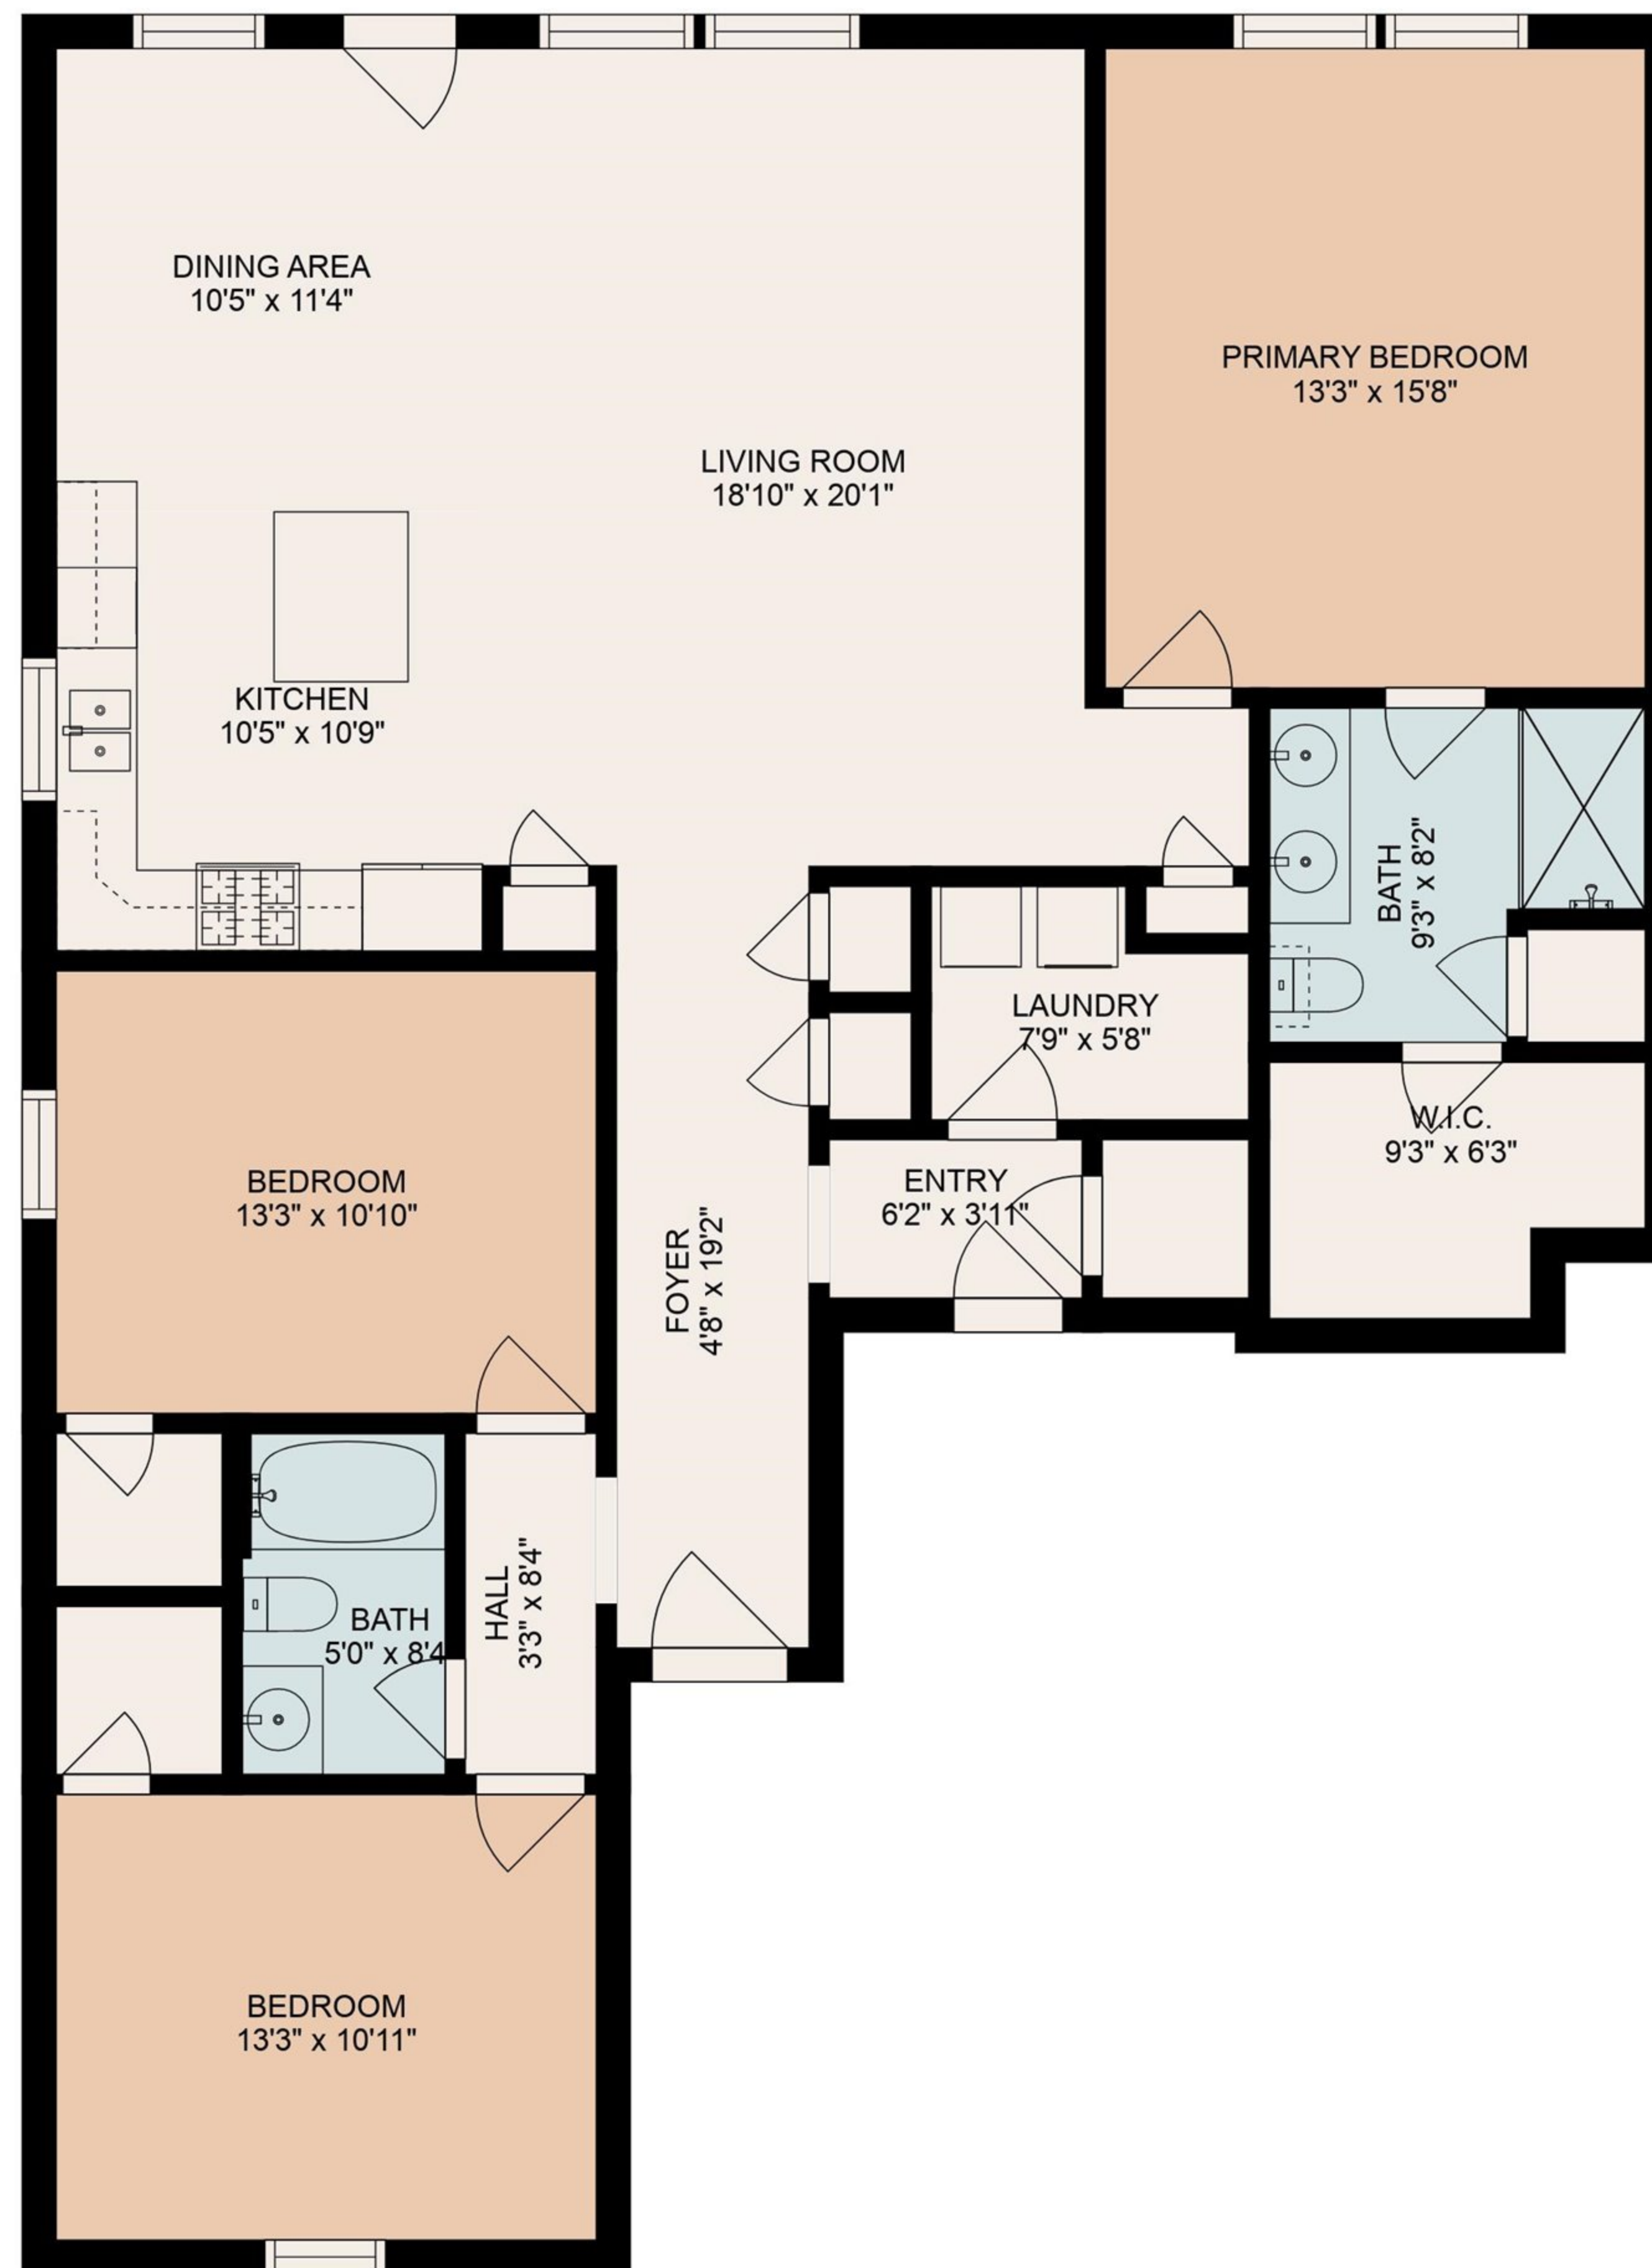 DINING AREA
10'5" x 11'4"
PRIMARY BEDROOM
13'3" x 15'8"
LIVING ROOM
18'10" x 20'1"
KITCHEN
10'5" x 10'9"
BATH
9'3" x 8'2"
LAUNDRY
7'9" x 5'8"
W.I.C.
9'3" x 6'3"
ENTRY
6'2" x 3'11"
BEDROOM
13'3" x 10'10"
FOYER
4'8" x 19'2"
HALL
3'3" x 8'4"
BATH
5'0" x 8'4
BEDROOM
13'3" x 10'11"